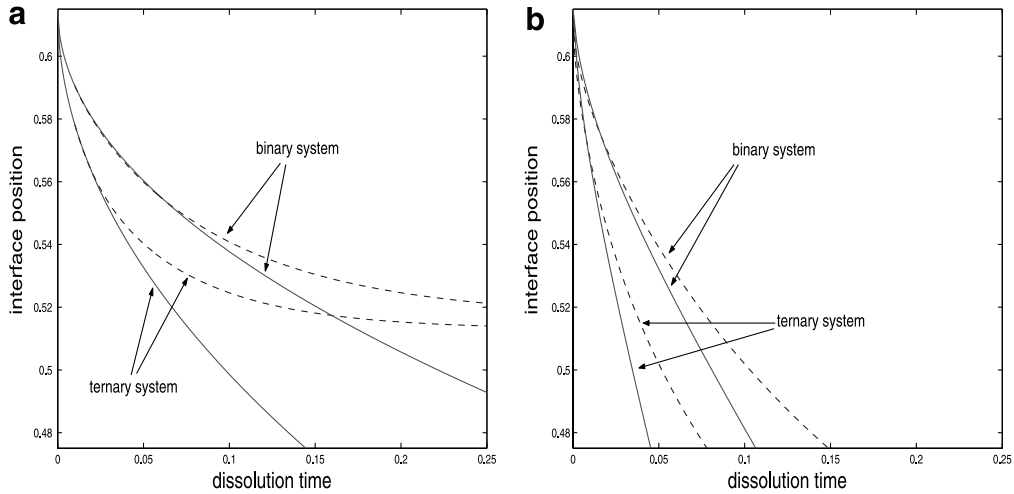 a
0.6
0.58
0.56
0.54
0.52
0.5
0.48
interface position
binary system
ternary system
0
0.05
0.1
0.15
0.2
0.25
dissolution time
b
0.6
0.58
0.56
0.54
0.52
0.5
0.48
interface position
binary system
ternary system
0
0.05
0.1
0.15
0.2
0.25
dissolution time